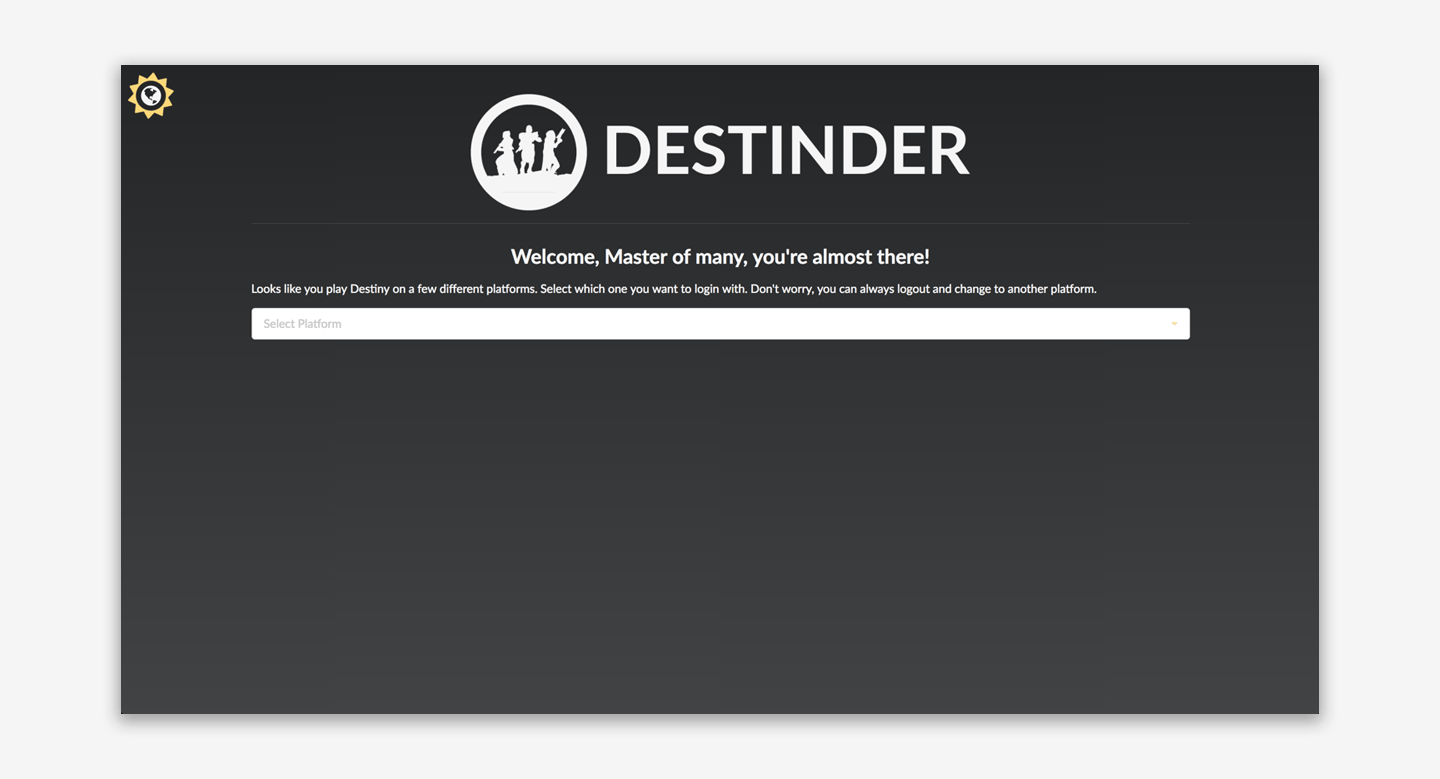 DESTINDER
Welcome, Master of many, you're almost there!
Looks like you play Destiny on a few different platforms. Select which one you want to login with. Don't worry, you can always logout and change to another platform.
Select Platform